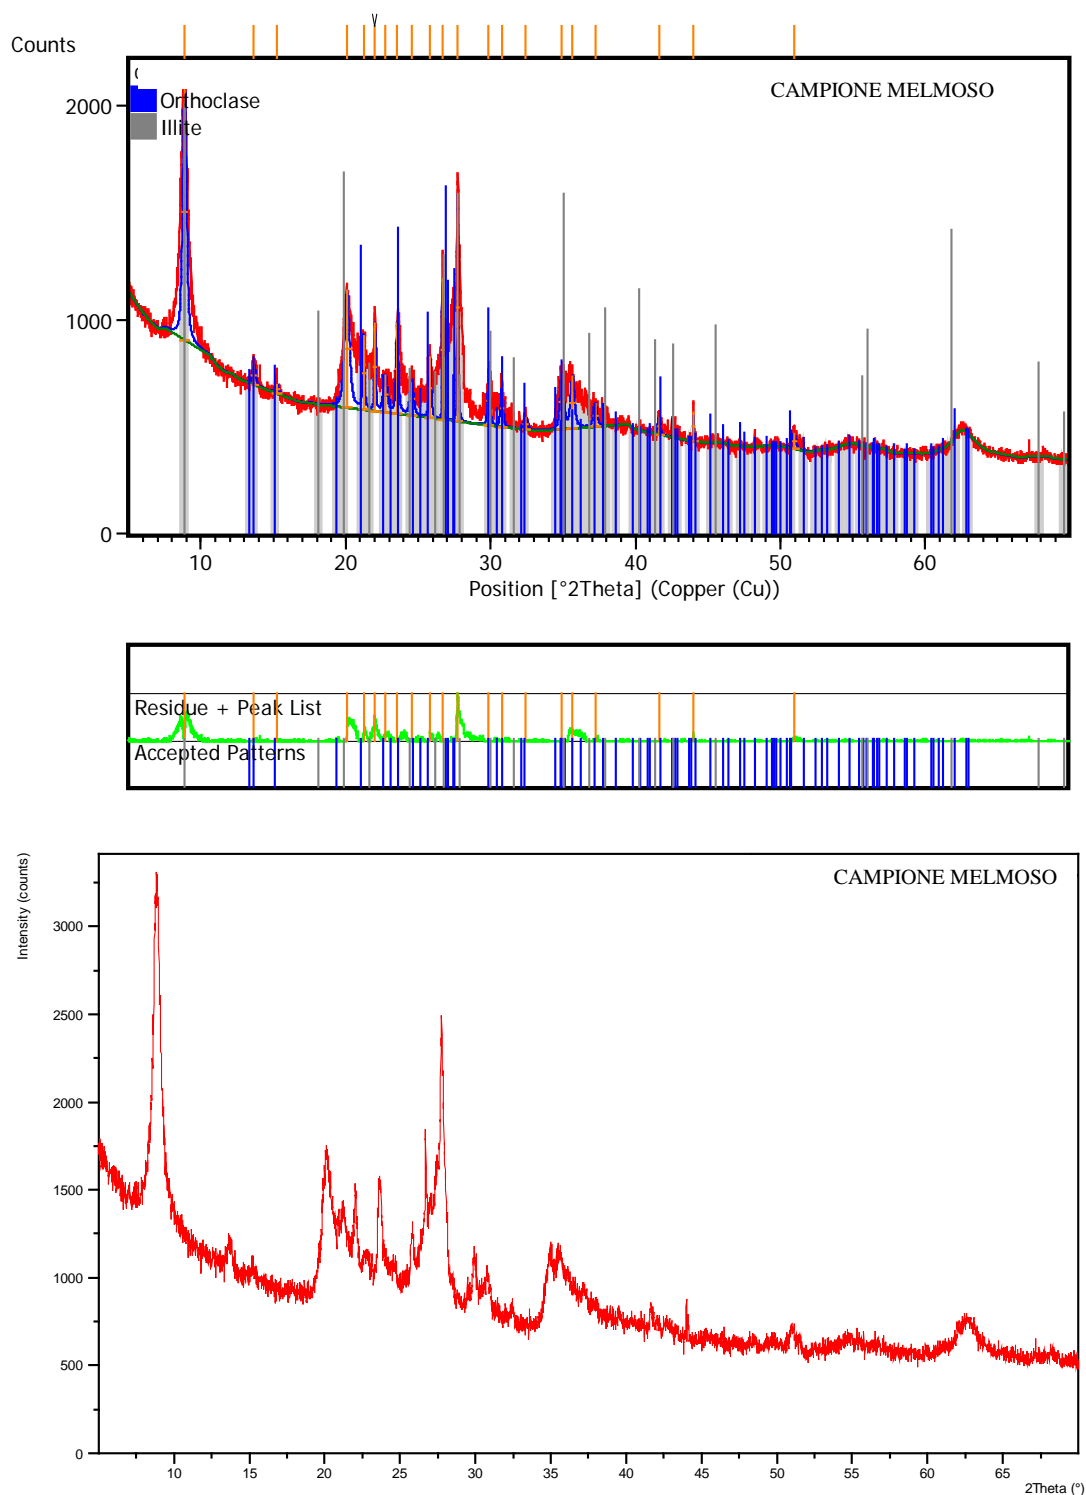 Counts
CAMPIONE MELMOSO
Orthoclase
Illite
2000
1000
0
10 20 30 40 50 60
Position [°2Theta] (Copper (Cu))
Residue + Peak List
Accepted Patterns
Intensity (counts)
CAMPIONE MELMOSO
3000
2500
2000
1500
1000
500
0
10 15 20 25 30 35 40 45 50 55 60 65
2Theta (°)